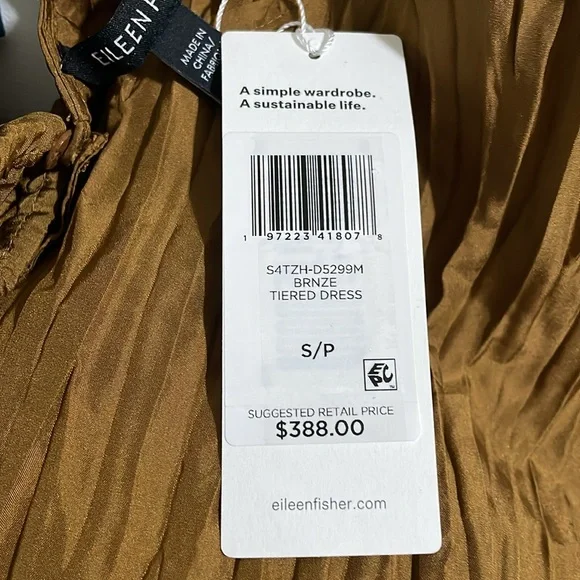 EILEEN
MADE IN
CHINA/
A simple wardrobe.
A sustainable life.
1 97223 41807 8
S4TZH-D5299M
BRNZE
TIERED DRESS
S/P
EPC
SUGGESTED RETAIL PRICE
$388.00
eileenfisher.com